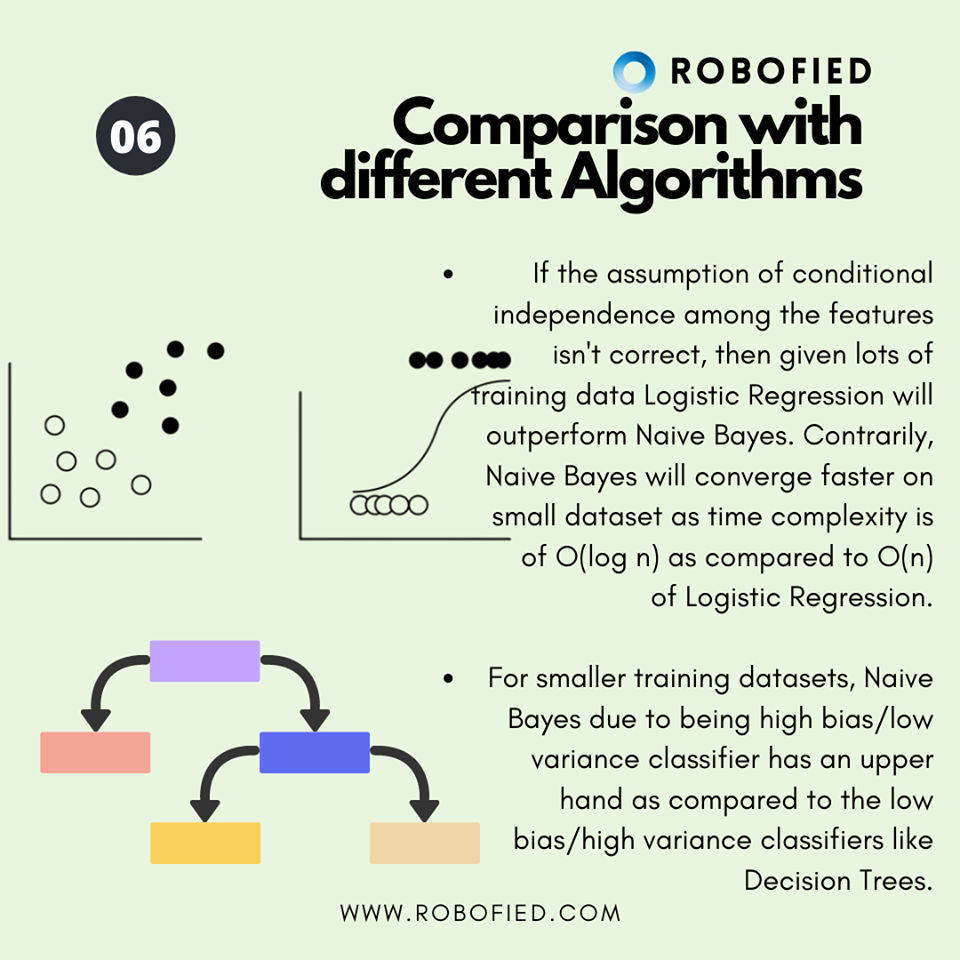 ROBOFIED
06
Comparison with
different Algorithms
• If the assumption of conditional
independence among the features
isn't correct, then given lots of
training data Logistic Regression will
outperform Naive Bayes. Contrarily,
Naive Bayes will converge faster on
small dataset as time complexity is
of O(log n) as compared to O(n)
of Logistic Regression.
• For smaller training datasets, Naive
Bayes due to being high bias/low
variance classifier has an upper
hand as compared to the low
bias/high variance classifiers like
Decision Trees.
WWW.ROBOFIED.COM